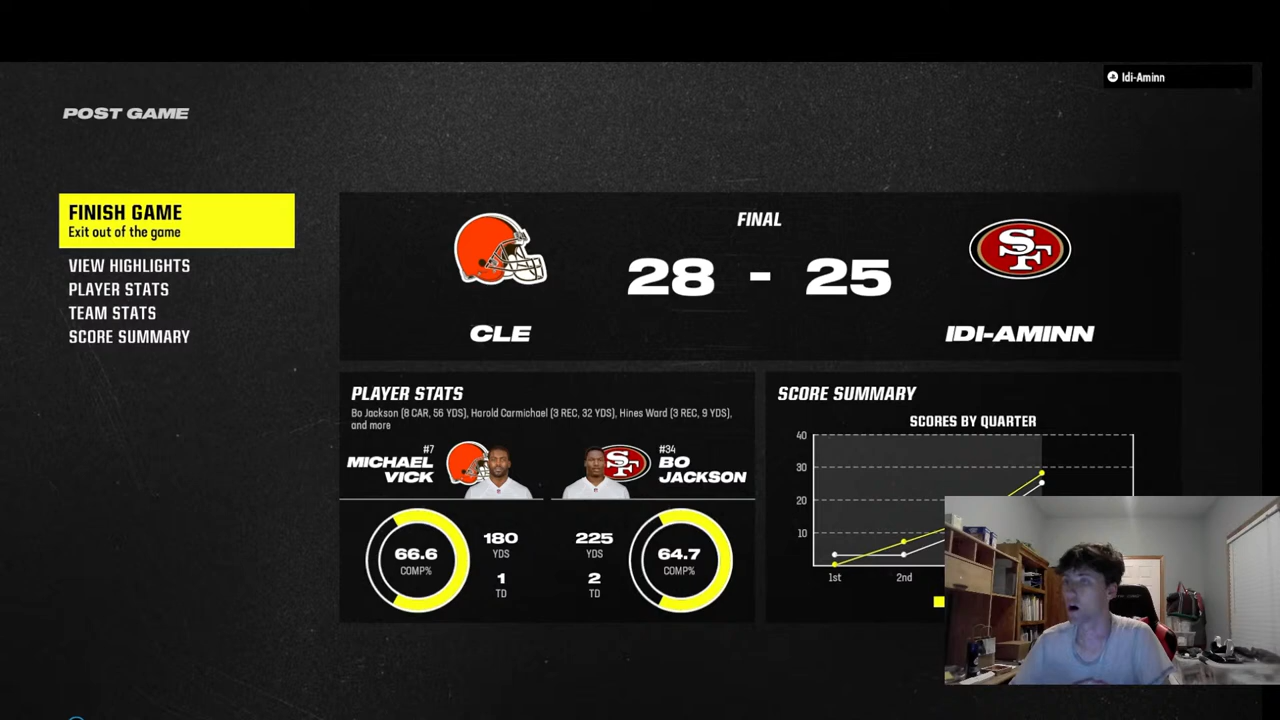 Idi-Aminn
POST GAME
FINISH GAME
Exit out of the game
VIEW HIGHLIGHTS
PLAYER STATS
TEAM STATS
SCORE SUMMARY
FINAL
28 - 25
SF
CLE
IDI-AMINN
PLAYER STATS
Bo Jackson (8 CAR, 56 YDS), Harold Carmichael (3 REC, 32 YDS), Hines Ward (3 REC, 9 YDS),
and more
#7
MICHAEL
VICK
SF
#34
BO
JACKSON
66.6
COMP%
180
YDS
1
TD
225
YDS
2
TD
64.7
COMP%
SCORE SUMMARY
SCORES BY QUARTER
40
30
20
10
1st
2nd